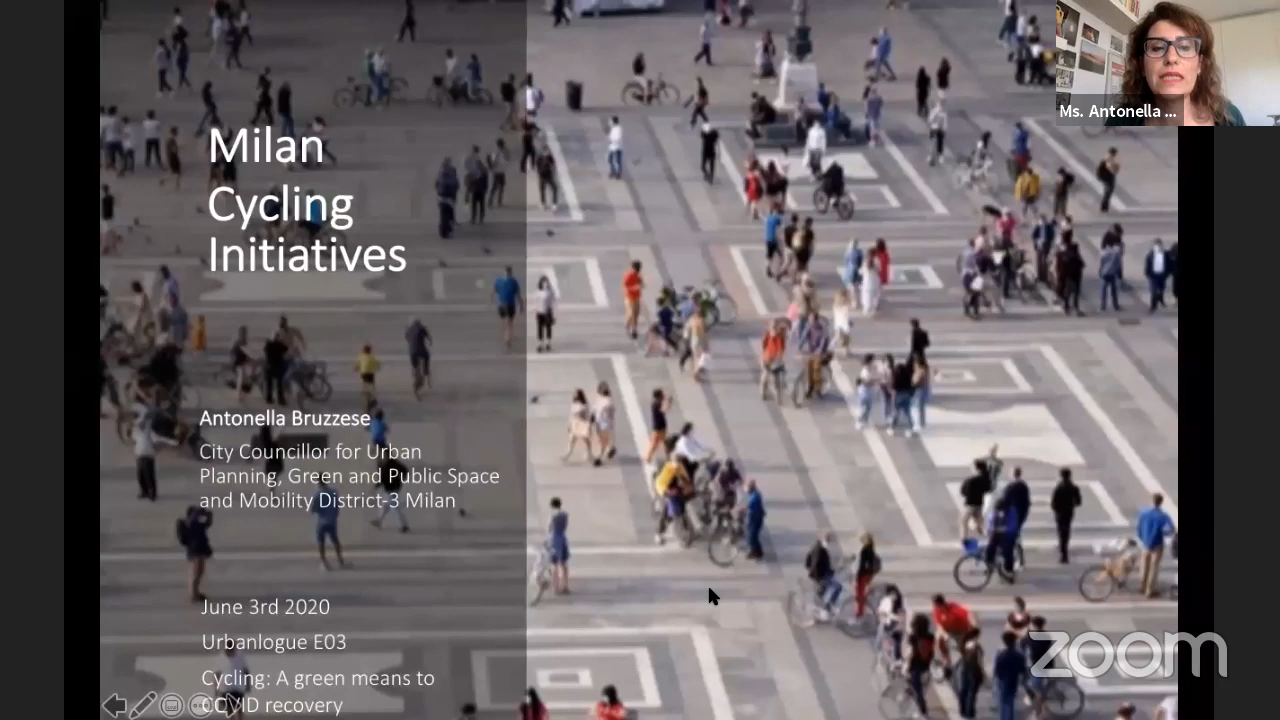 Ms. Antonella ...
Milan
Cycling
Initiatives
Antonella Bruzzese
City Councillor for Urban
Planning, Green and Public Space
and Mobility District-3 Milan
June 3rd 2020
Urbanlogue E03
Cycling: A green means to
COVID recovery
zoom